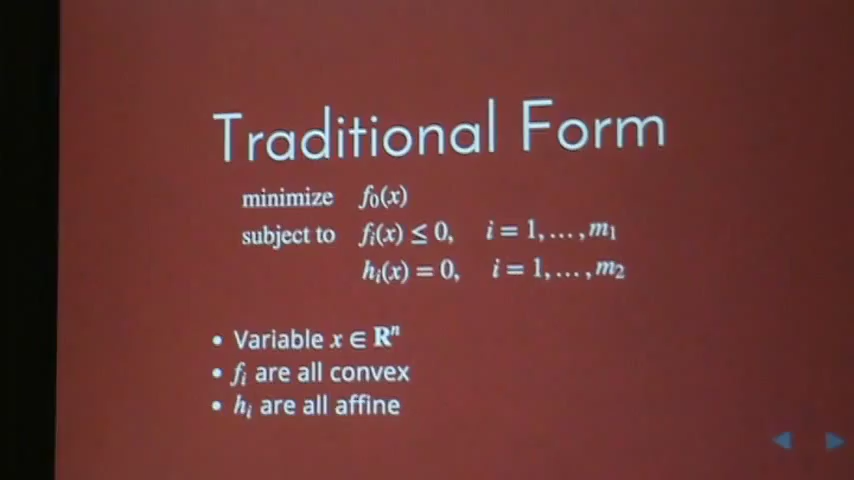 Traditional Form
minimize f₀(x)
subject to fᵢ(x) ≤ 0, i = 1, …, m₁
hᵢ(x) = 0, i = 1, …, m₂
• Variable x ∈ Rⁿ
• fᵢ are all convex
• hᵢ are all affine